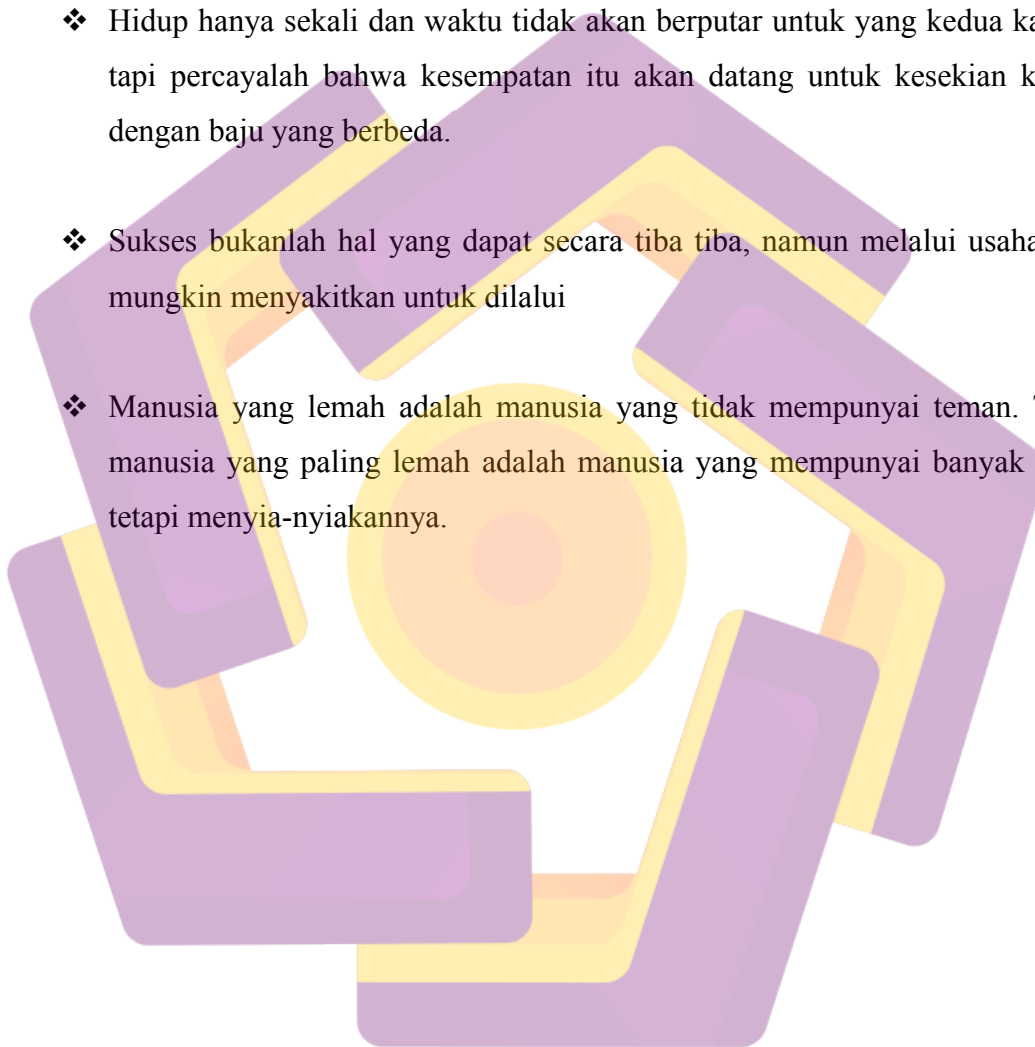 ❖ Hidup hanya sekali dan waktu tidak akan berputar untuk yang kedua
tapi percayalah bahwa kesempatan itu akan datang untuk kesekian
dengan baju yang berbeda.
❖ Sukses bukanlah hal yang dapat secara tiba tiba, namun melalui usaha
mungkin menyakitkan untuk dilalui
❖ Manusia yang lemah adalah manusia yang tidak mempunyai teman.
manusia yang paling lemah adalah manusia yang mempunyai banyak
tetapi menyia-nyiakannya.